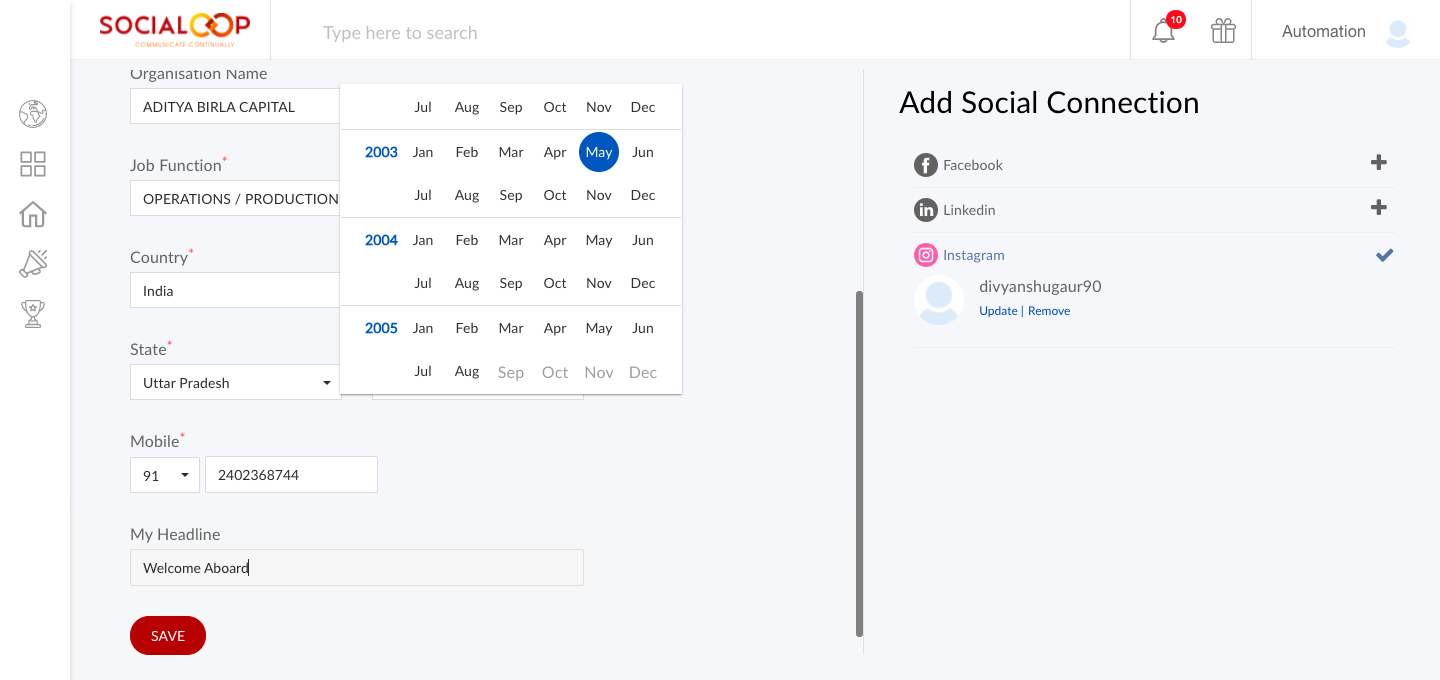 SOCIALOOP
COMMUNICATE CONTINUALLY
Type here to search
10
Automation
Organisation Name
ADITYA BIRLA CAPITAL
Job Function*
OPERATIONS / PRODUCTION
Country*
India
State*
Uttar Pradesh
Jul Aug Sep Oct Nov Dec
2003 Jan Feb Mar Apr May Jun
Jul Aug Sep Oct Nov Dec
2004 Jan Feb Mar Apr May Jun
Jul Aug Sep Oct Nov Dec
2005 Jan Feb Mar Apr May Jun
Jul Aug Sep Oct Nov Dec
Mobile*
91 2402368744
My Headline
Welcome Aboard
SAVE
Add Social Connection
Facebook
Linkedin
Instagram
divyanshugaur90
Update | Remove